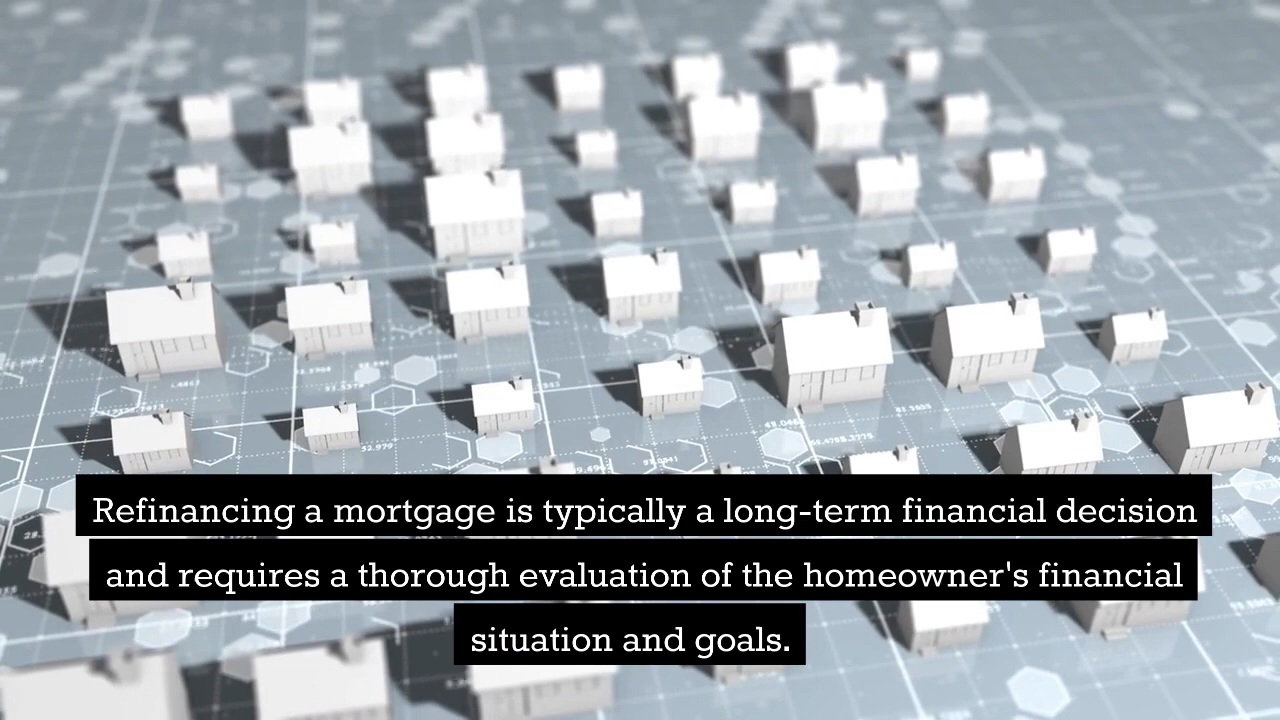 Refinancing a mortgage is typically a long-term financial decision
and requires a thorough evaluation of the homeowner's financial
situation and goals.